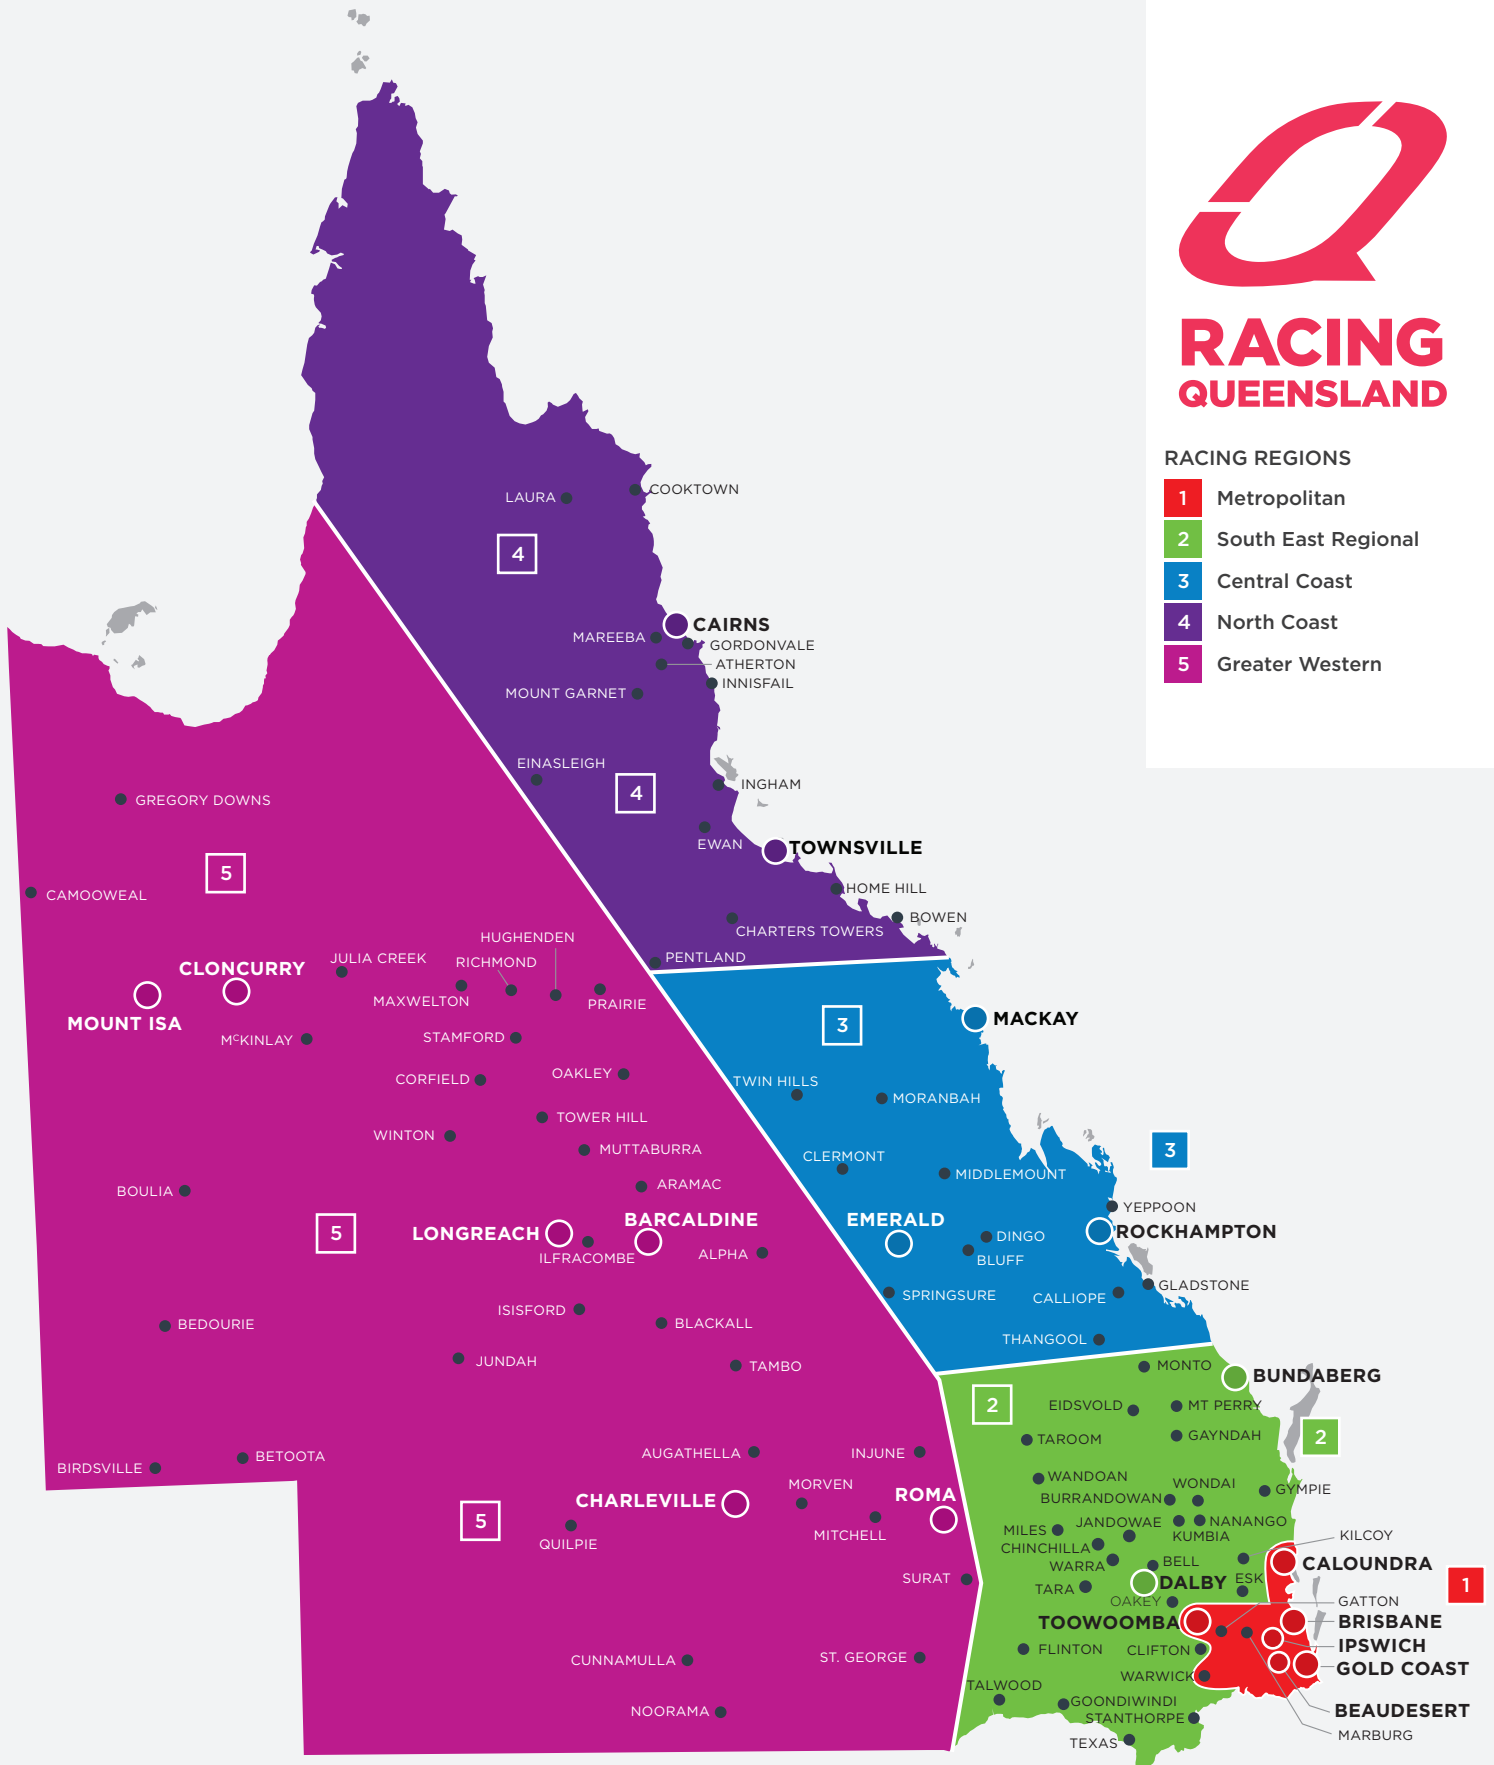 RACING
QUEENSLAND
RACING REGIONS
1 Metropolitan
2 South East Regional
3 Central Coast
4 North Coast
5 Greater Western
LAURA
COOKTOWN
4
CAIRNS
MAREEBA
GORDONVALE
ATHERTON
INNISFAIL
MOUNT GARNET
EINASLEIGH
4
INGHAM
EWAN
TOWNSVILLE
HOME HILL
BOWEN
CHARTERS TOWERS
PENTLAND
GREGORY DOWNS
5
CAMOOWEAL
HUGHENDEN
JULIA CREEK
RICHMOND
CLONCURRY
MAXWELTON
PRAIRIE
MOUNT ISA
McKINLAY
STAMFORD
CORFIELD
OAKLEY
TOWER HILL
WINTON
MUTTABURRA
BOULIA
ARAMAC
5
LONGREACH
BARCALDINE
ILFRACOMBE
ALPHA
ISISFORD
BEDOURIE
BLACKALL
JUNDAH
TAMBO
BIRDSVILLE
BETOOTA
AUGATHELLA
INJUNE
MORVEN
CHARLEVILLE
ROMA
5
QUILPIE
MITCHELL
SURAT
CUNNAMULLA
ST. GEORGE
NOORAMA
3
MACKAY
TWIN HILLS
MORANBAH
3
CLERMONT
MIDDLEMOUNT
YEPPOON
EMERALD
ROCKHAMPTON
DINGO
BLUFF
SPRINGSURE
CALLIOPE
GLADSTONE
THANGOOL
MONTO
BUNDABERG
2
EIDSVOLD
MT PERRY
TAROOM
GAYNDAH
2
WANDOAN
WONDAI
BURRANDOWAN
GYMPIE
JANDOWAE
NANANGO
MILES
KUMBIA
KILCOY
CHINCHILLA
WARRA
BELL
CALOUNDRA
TARA
DALBY
ESK
1
OAKEY
GATTON
TOOWOOMBA
BRISBANE
FLINTON
CLIFTON
IPSWICH
GOLD COAST
WARWICK
TALWOOD
GOONDIWINDI
BEAUDESERT
STANTHORPE
MARBURG
TEXAS